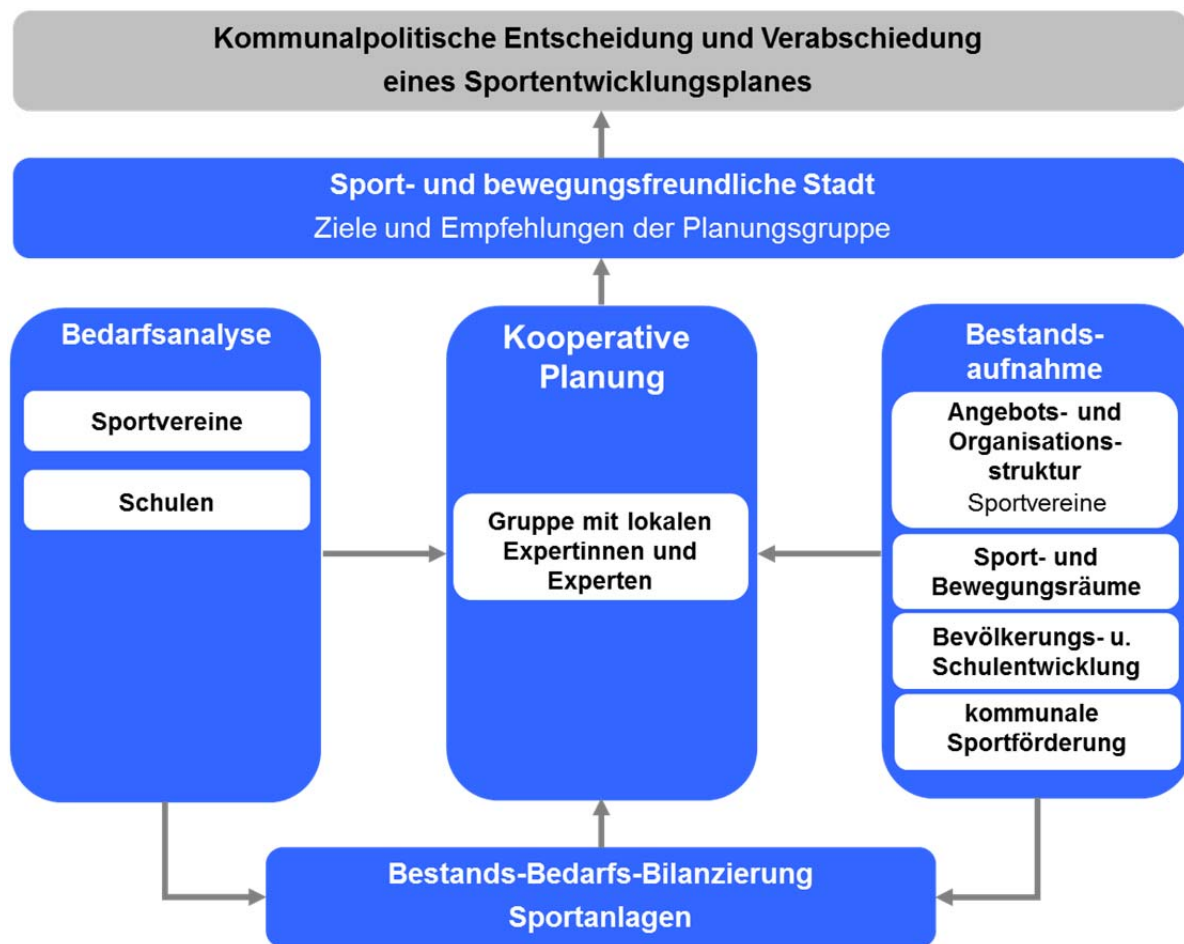 Kommunalpolitische Entscheidung und Verabschiedung
eines Sportentwicklungsplanes
Sport- und bewegungsfreundliche Stadt
Ziele und Empfehlungen der Planungsgruppe
Bedarfsanalyse
Sportvereine
Schulen
Kooperative
Planung
Gruppe mit lokalen
Expertinnen und
Experten
Bestands-
aufnahme
Angebots- und
Organisations-
struktur
Sportvereine
Sport- und
Bewegungsräume
Bevölkerungs- u.
Schulentwicklung
kommunale
Sportförderung
Bestands-Bedarfs-Bilanzierung
Sportanlagen